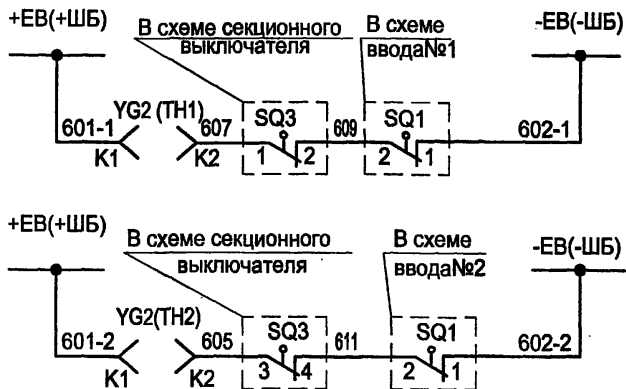 +ЕВ(+ШБ)
В схеме секционного
выключателя
В схеме
ввода№1
-ЕВ(-ШБ)
601-1
YG2 (ТН1)
607
SQ3
609
SQ1
602-1
К1
К2
1
2
2
1
+ЕВ(+ШБ)
В схеме секционного
выключателя
В схеме
ввода№2
-ЕВ(-ШБ)
601-2
YG2(ТН2)
605
SQ3
611
SQ1
602-2
К1
К2
3
4
2
1